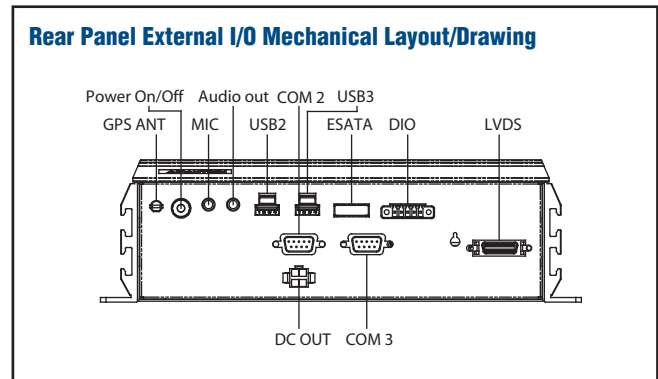 Rear Panel External I/O Mechanical Layout/Drawing
Power On/Off Audio out COM 2 USB3
GPS ANT MIC USB2 ESATA DIO LVDS
DC OUT COM 3